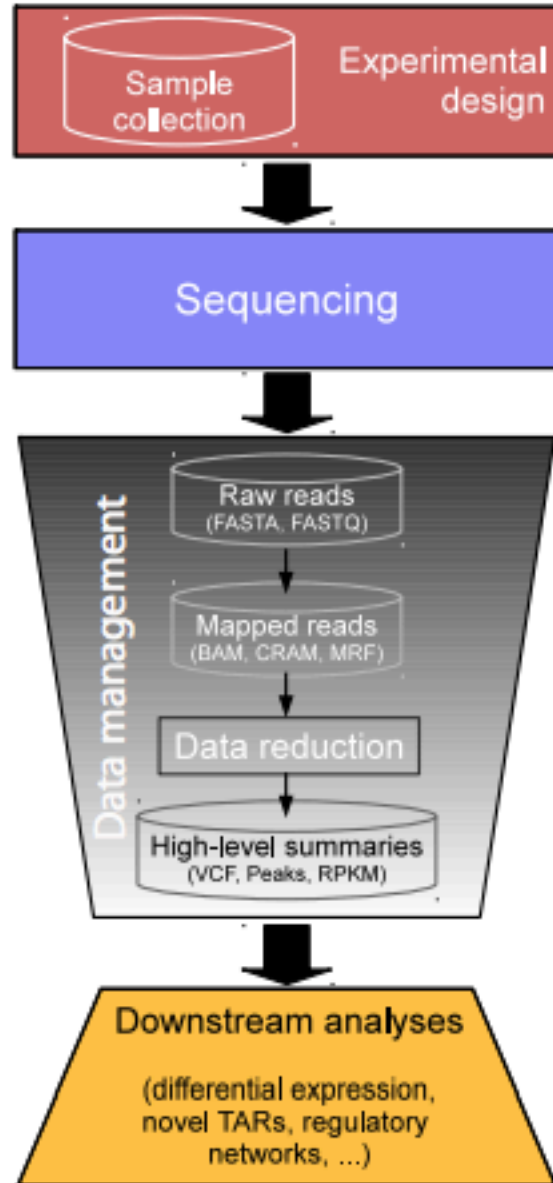 Sample
collection
Experimental
design
Sequencing
Data management
Raw reads
(FASTA, FASTQ)
Mapped reads
(BAM, CRAM, MRF)
Data reduction
High-level summaries
(VCF, Peaks, RPKM)
Downstream analyses
(differential expression,
novel TARs, regulatory
networks, ...)